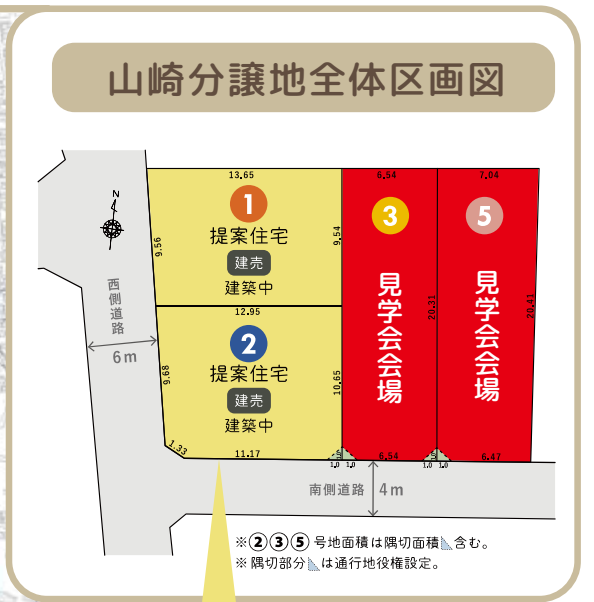 山崎分譲地全体区画図
N
西側道路
6m
13.65
1
提案住宅
建売
建築中
9.56
9.54
12.95
2
提案住宅
建売
建築中
9.68
10.65
1.33
11.17
6.54
3
見学会会場
20.31
6.54
7.04
5
見学会会場
20.41
6.47
1.0 1.0
1.0 1.0
南側道路 4m
※②③⑤号地面積は隅切面積含む。
※隅切部分は通行地役権設定。